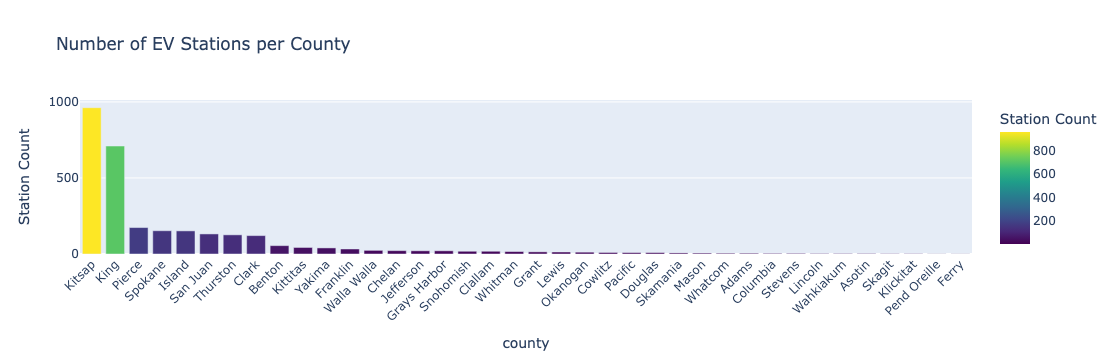 Number of EV Stations per County
Station Count
1000
500
0
Station Count
800
600
400
200
Kitsap
King
Pierce
Spokane
Island
San Juan
Thurston
Clark
Benton
Kittitas
Yakima
Franklin
Walla Walla
Chelan
Jefferson
Grays Harbor
Snohomish
Clallam
Whitman
Grant
Lewis
Okanogan
Cowlitz
Pacific
Douglas
Skamania
Mason
Whatcom
Adams
Columbia
Stevens
Lincoln
Wahkiakum
Asotin
Skagit
Klickitat
Pend Oreille
Ferry
county